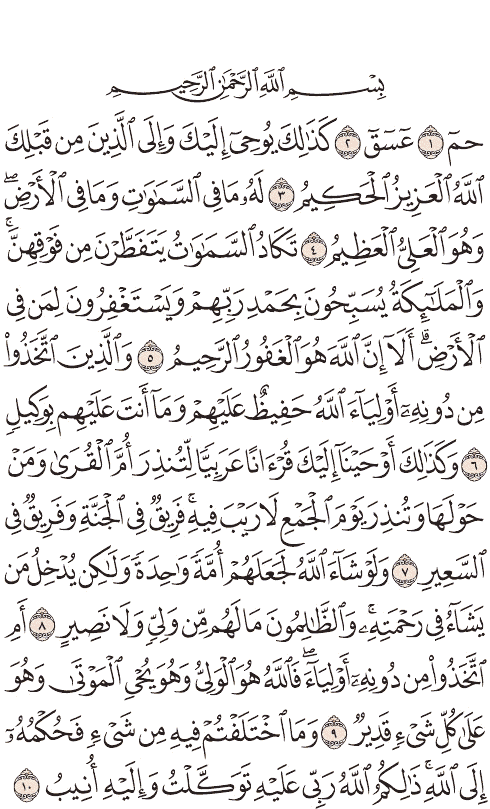 بِسْمِ ٱللَّهِ ٱلرَّحْمَٰنِ ٱلرَّحِيمِ
حمٓ ١ عٓسٓقٓ ٢ كَذَٰلِكَ يُوحِىٓ إِلَيْكَ وَإِلَى ٱلَّذِينَ مِن قَبْلِكَ
ٱللَّهُ ٱلْعَزِيزُ ٱلْحَكِيمُ ٣ لَهُۥ مَا فِى ٱلسَّمَٰوَٰتِ وَمَا فِى ٱلْأَرْضِۖ
وَهُوَ ٱلْعَلِىُّ ٱلْعَظِيمُ ٤ تَكَادُ ٱلسَّمَٰوَٰتُ يَتَفَطَّرْنَ مِن فَوْقِهِنَّۚ
وَٱلْمَلَٰٓئِكَةُ يُسَبِّحُونَ بِحَمْدِ رَبِّهِمْ وَيَسْتَغْفِرُونَ لِمَن فِى
ٱلْأَرْضِۗ أَلَآ إِنَّ ٱللَّهَ هُوَ ٱلْغَفُورُ ٱلرَّحِيمُ ٥ وَٱلَّذِينَ ٱتَّخَذُوا۟
مِن دُونِهِۦٓ أَوْلِيَآءَ ٱللَّهُ حَفِيظٌ عَلَيْهِمْ وَمَآ أَنتَ عَلَيْهِم بِوَكِيلٍ
٦ وَكَذَٰلِكَ أَوْحَيْنَآ إِلَيْكَ قُرْءَانًا عَرَبِيًّا لِّتُنذِرَ أُمَّ ٱلْقُرَىٰ وَمَنْ
حَوْلَهَا وَتُنذِرَ يَوْمَ ٱلْجَمْعِ لَا رَيْبَ فِيهِۚ فَرِيقٌ فِى ٱلْجَنَّةِ وَفَرِيقٌ فِى
ٱلسَّعِيرِ ٧ وَلَوْ شَآءَ ٱللَّهُ لَجَعَلَهُمْ أُمَّةً وَٰحِدَةً وَلَٰكِن يُدْخِلُ مَن
يَشَآءُ فِى رَحْمَتِهِۦۚ وَٱلظَّٰلِمُونَ مَا لَهُم مِّن وَلِىٍّ وَلَا نَصِيرٍ ٨ أَمِ
ٱتَّخَذُوا۟ مِن دُونِهِۦٓ أَوْلِيَآءَۖ فَٱللَّهُ هُوَ ٱلْوَلِىُّ وَهُوَ يُحْىِ ٱلْمَوْتَىٰ وَهُوَ
عَلَىٰ كُلِّ شَىْءٍ قَدِيرٌ ٩ وَمَا ٱخْتَلَفْتُمْ فِيهِ مِن شَىْءٍ فَحُكْمُهُۥٓ
إِلَى ٱللَّهِۚ ذَٰلِكُمُ ٱللَّهُ رَبِّى عَلَيْهِ تَوَكَّلْتُ وَإِلَيْهِ أُنِيبُ ١٠